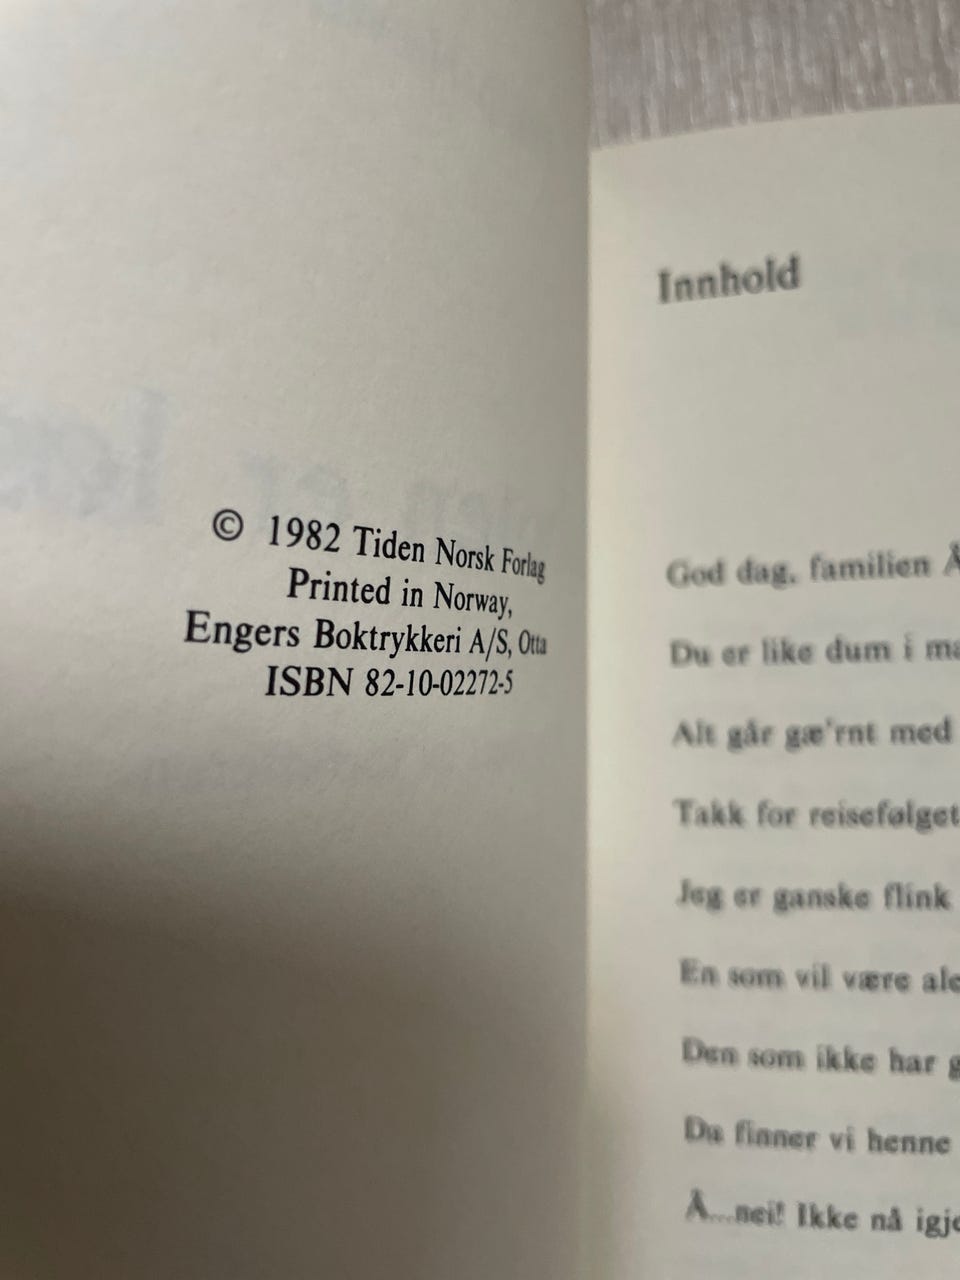 © 1982 Tiden Norsk Forlag
Printed in Norway,
Engers Boktrykkeri A/S, Otta
ISBN 82-10-02272-5
Innhold
God dag, familien
Du er like dum i
Alt går gæ'rnt med
Takk for reisefølget
Jeg er ganske flink
En som vil være
Den som ikke har
Da finner vi henne
Å...nei! Ikke nå